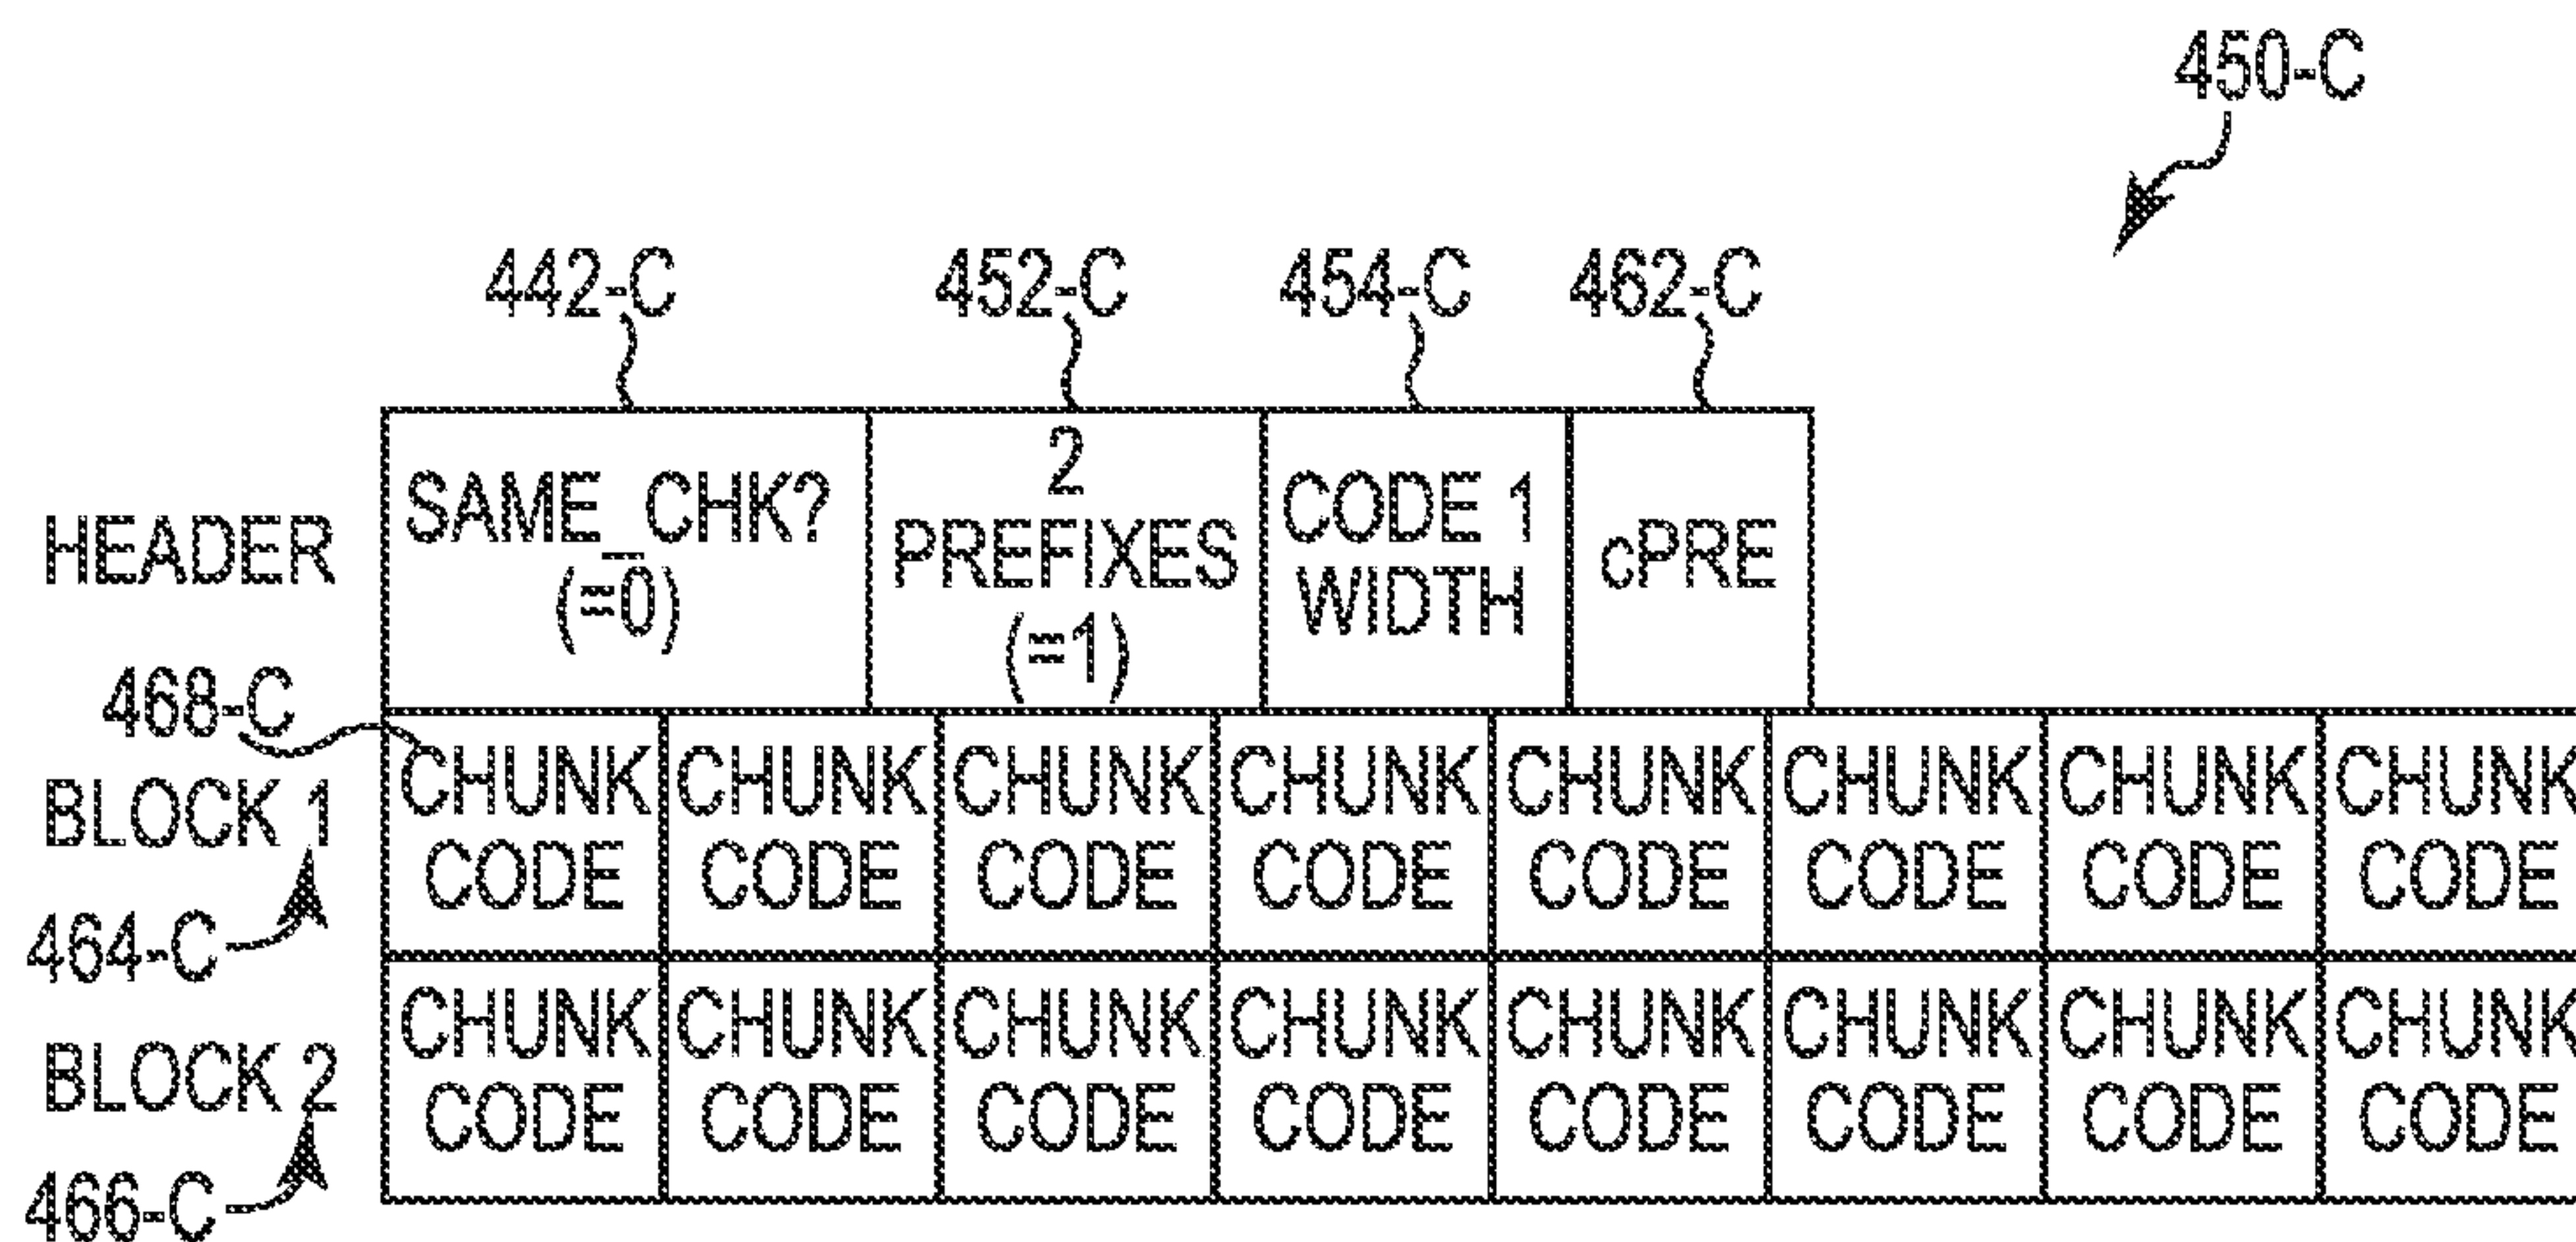 450-C
442-C 452-C 454-C 462-C
HEADER
SAME_CHK?
(=0)
2
PREFIXES
(=1)
CODE 1
WIDTH
cPRE
468-C
BLOCK 1
CHUNK CHUNK CHUNK CHUNK CHUNK CHUNK CHUNK CHUNK
CODE CODE CODE CODE CODE CODE CODE CODE
464-C
BLOCK 2
CHUNK CHUNK CHUNK CHUNK CHUNK CHUNK CHUNK CHUNK
CODE CODE CODE CODE CODE CODE CODE CODE
466-C